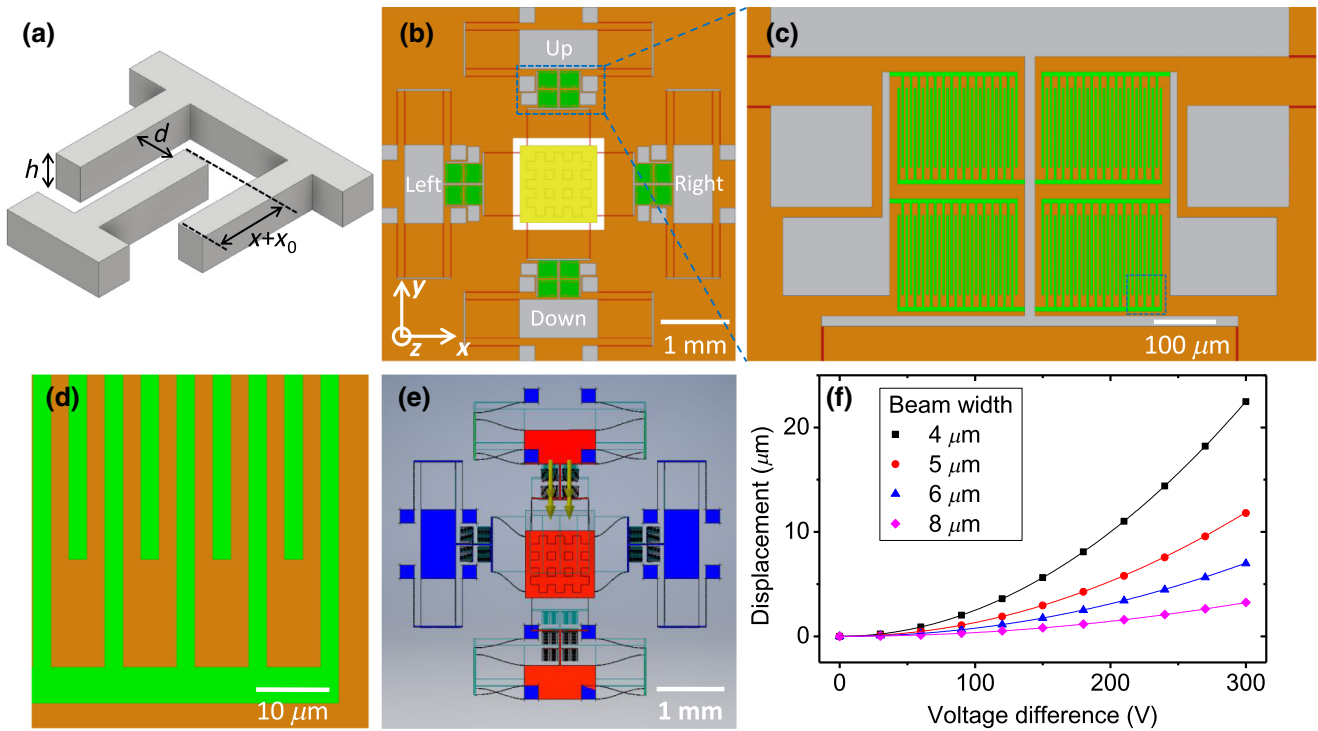 (a)
d
h
x+x₀
(b)
Up
Left
Right
Down
y
z
x
1 mm
(c)
100 μm
(d)
10 μm
(e)
1 mm
(f)
Beam width
4 μm
5 μm
6 μm
8 μm
Displacement (μm)
20
10
0
0
100
200
300
Voltage difference (V)